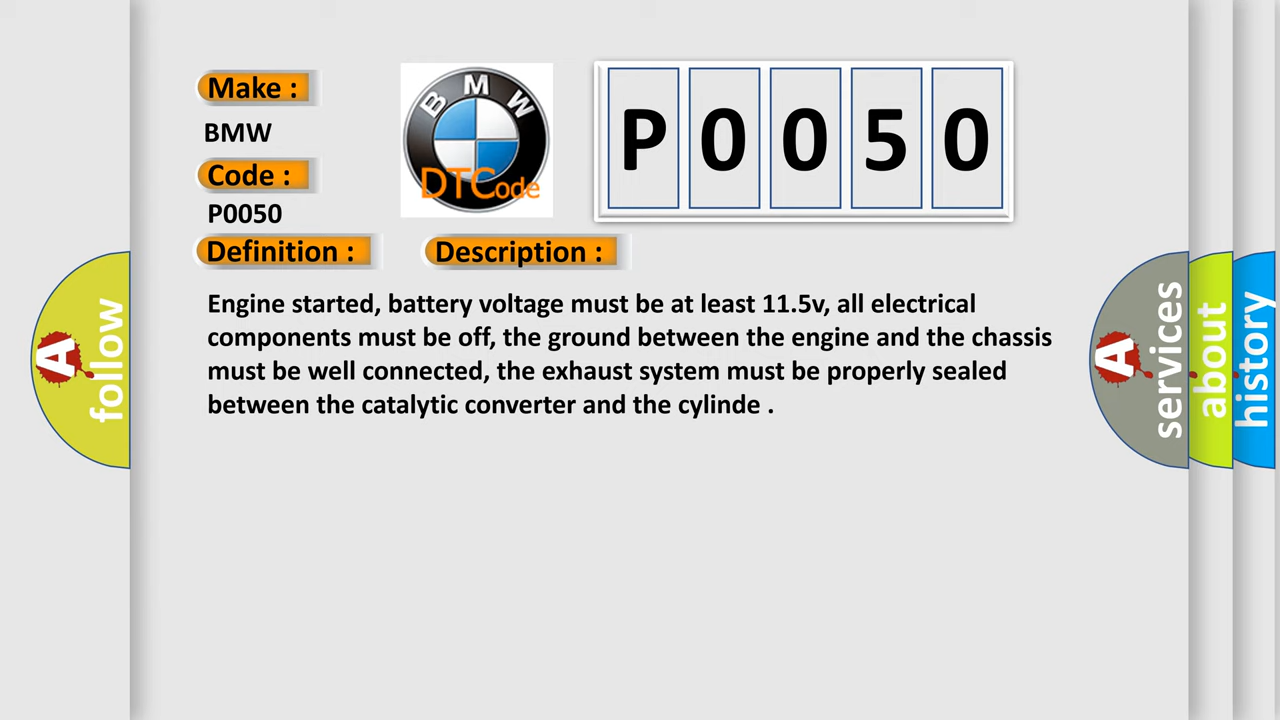 Make :
BMW
Code :
P0050
BMW
DTCode
P0050
Definition :
Description :
Engine started, battery voltage must be at least 11.5v, all electrical
components must be off, the ground between the engine and the chassis
must be well connected, the exhaust system must be properly sealed
between the catalytic converter and the cylinde .
A
follow
A
services
about
history